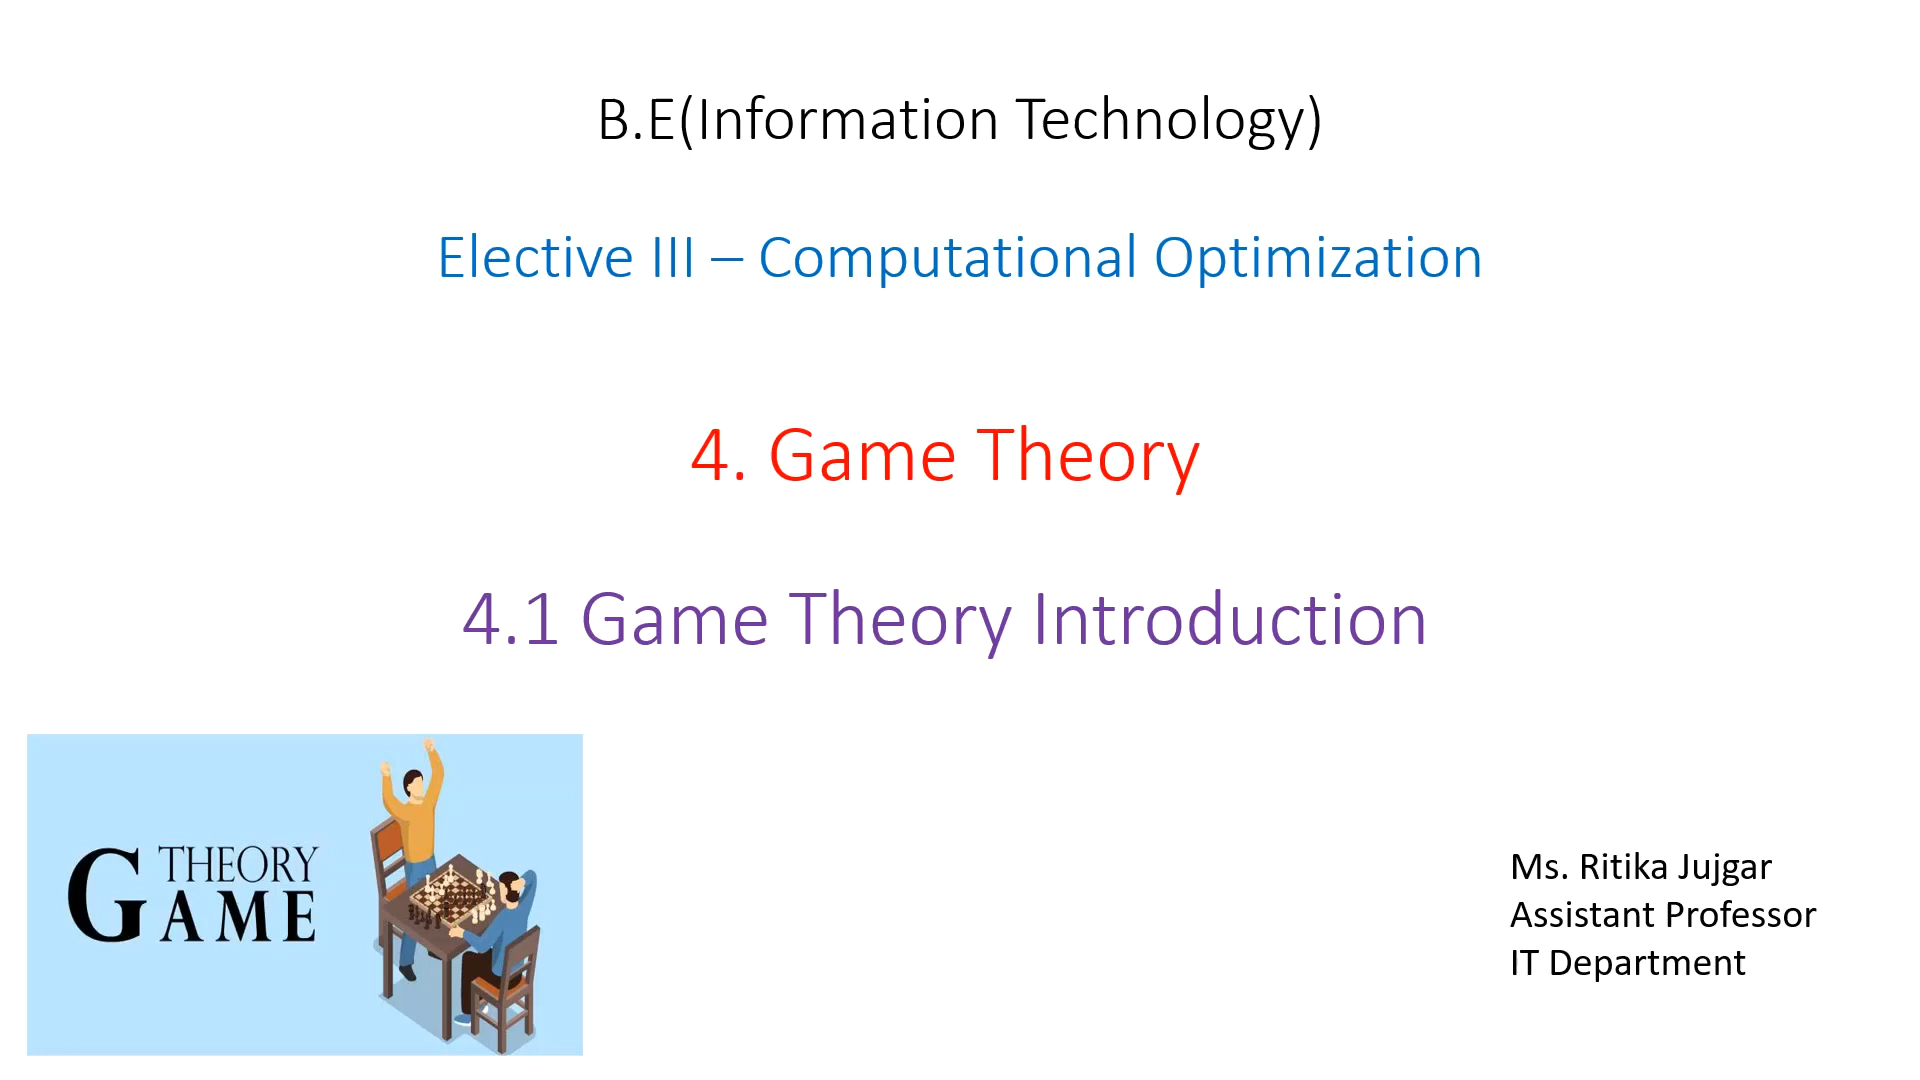 B.E(Information Technology)
Elective III – Computational Optimization
4. Game Theory
4.1 Game Theory Introduction
THEORY
GAME
Ms. Ritika Jujgar
Assistant Professor
IT Department